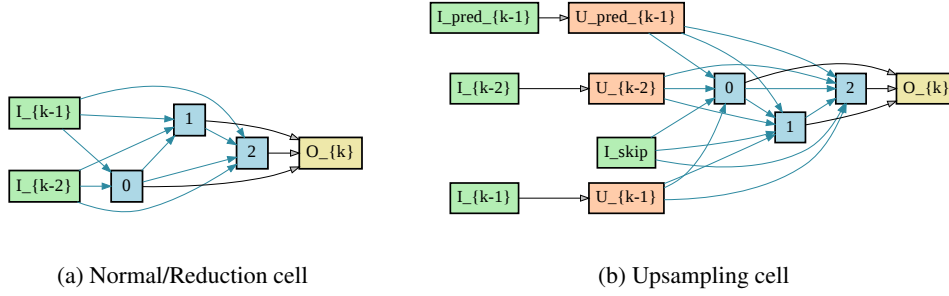 I_{k-1}
I_{k-2}
0
1
2
O_{k}
(a) Normal/Reduction cell
I_pred_{k-1}
U_pred_{k-1}
I_{k-2}
U_{k-2}
0
2
O_{k}
1
I_skip
I_{k-1}
U_{k-1}
(b) Upsampling cell